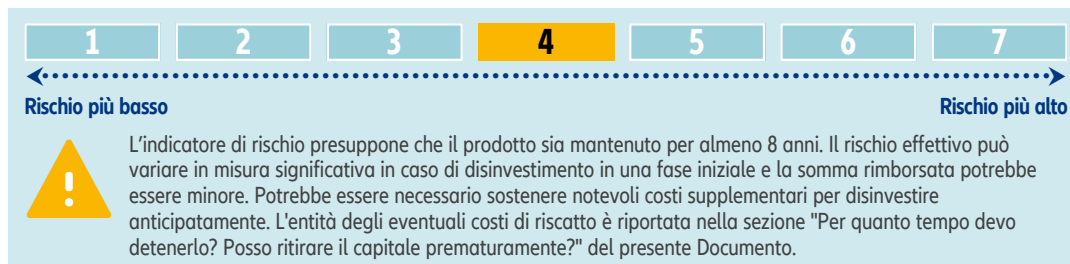 1 2 3 4 5 6 7
Rischio più basso Rischio più alto
L'indicatore di rischio presuppone che il prodotto sia mantenuto per almeno 8 anni. Il rischio effettivo può
variare in misura significativa in caso di disinvestimento in una fase iniziale e la somma rimborsata potrebbe
essere minore. Potrebbe essere necessario sostenere notevoli costi supplementari per disinvestire
anticipatamente. L'entità degli eventuali costi di riscatto è riportata nella sezione "Per quanto tempo devo
detenerlo? Posso ritirare il capitale prematuramente?" del presente Documento.